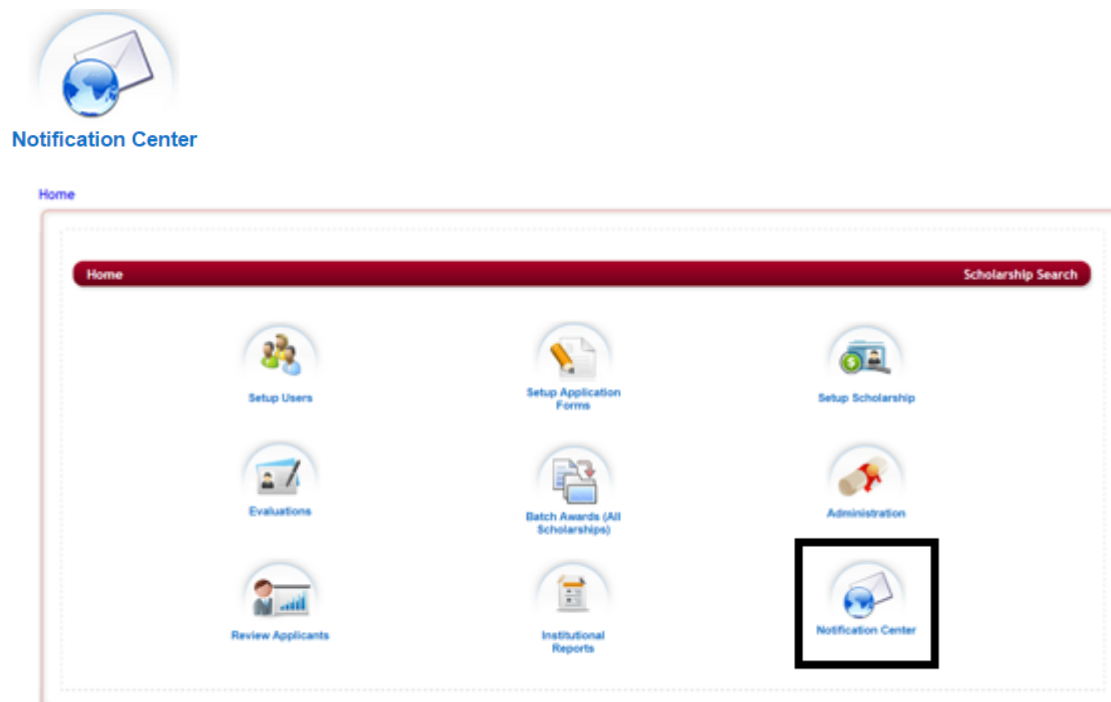 Notification Center
Home
Home Scholarship Search
Setup Users
Setup Application
Forms
Setup Scholarship
Evaluations
Batch Awards (All
Scholarships)
Administration
Review Applicants
Institutional
Reports
Notification Center